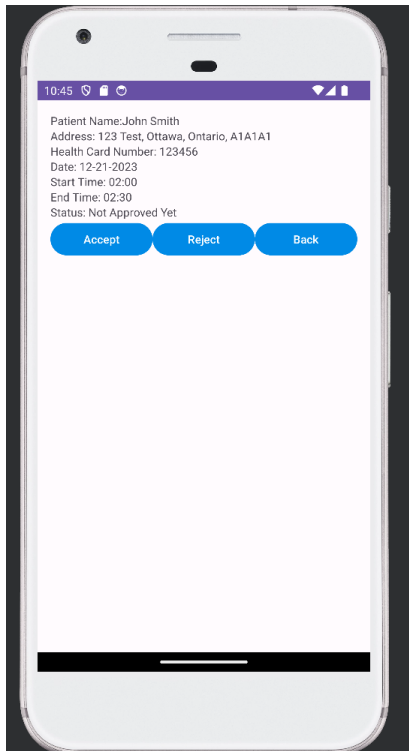 10:45
Patient Name:John Smith
Address: 123 Test, Ottawa, Ontario, A1A1A1
Health Card Number: 123456
Date: 12-21-2023
Start Time: 02:00
End Time: 02:30
Status: Not Approved Yet
Accept Reject Back